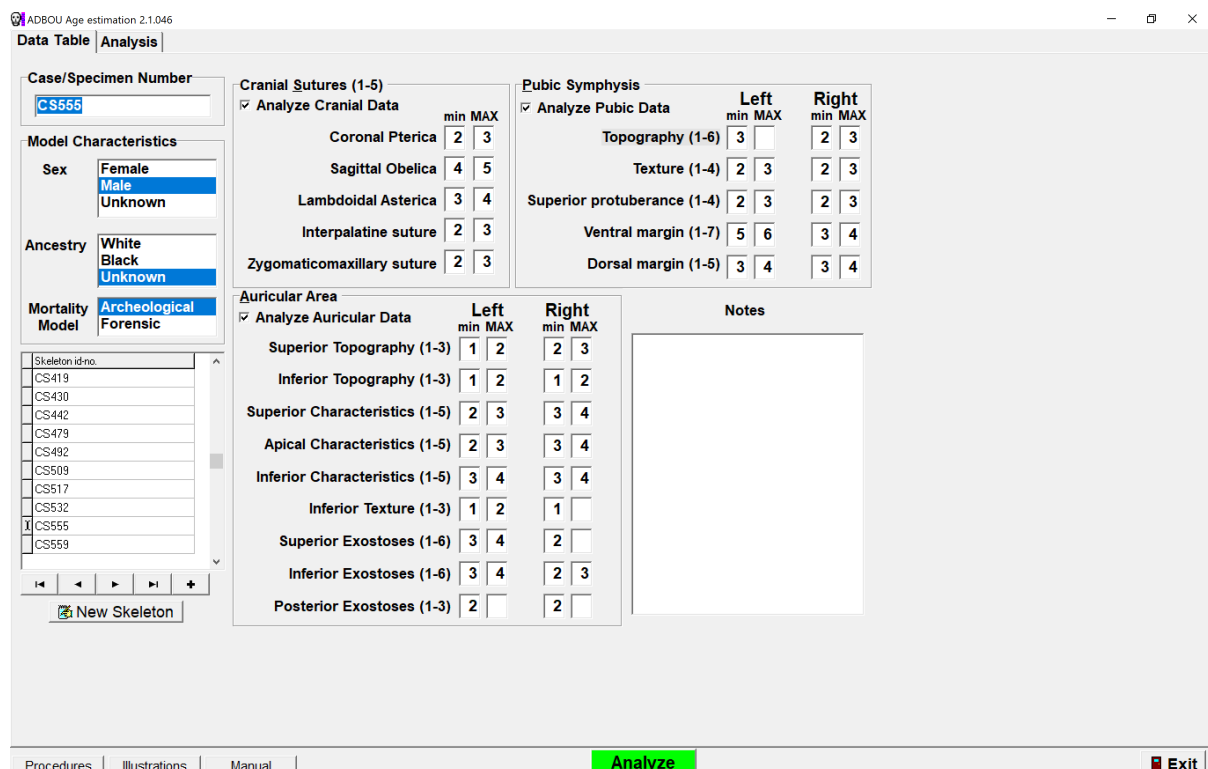 ADBOU Age estimation 2.1.046
Data Table Analysis
Case/Specimen Number
CS555
Model Characteristics
Sex
Female
Male
Unknown
Ancestry
White
Black
Unknown
Mortality Model
Archeological
Forensic
Skeleton id-no.
CS419
CS430
CS442
CS479
CS492
CS509
CS517
CS532
CS555
CS559
New Skeleton
Cranial Sutures (1-5)
Analyze Cranial Data
min MAX
Coronal Pterica 2 3
Sagittal Obelica 4 5
Lambdoidal Asterica 3 4
Interpalatine suture 2 3
Zygomaticomaxillary suture 2 3
Pubic Symphysis
Analyze Pubic Data
Left Right
min MAX min MAX
Topography (1-6) 3 2 3
Texture (1-4) 2 3 2 3
Superior protuberance (1-4) 2 3 2 3
Ventral margin (1-7) 5 6 3 4
Dorsal margin (1-5) 3 4 3 4
Auricular Area
Analyze Auricular Data
Left Right
min MAX min MAX
Superior Topography (1-3) 1 2 2 3
Inferior Topography (1-3) 1 2 1 2
Superior Characteristics (1-5) 2 3 3 4
Apical Characteristics (1-5) 2 3 3 4
Inferior Characteristics (1-5) 3 4 3 4
Inferior Texture (1-3) 1 2 1
Superior Exostoses (1-6) 3 4 2
Inferior Exostoses (1-6) 3 4 2 3
Posterior Exostoses (1-3) 2 2
Notes
Procedures Illustrations Manual Analyze Exit